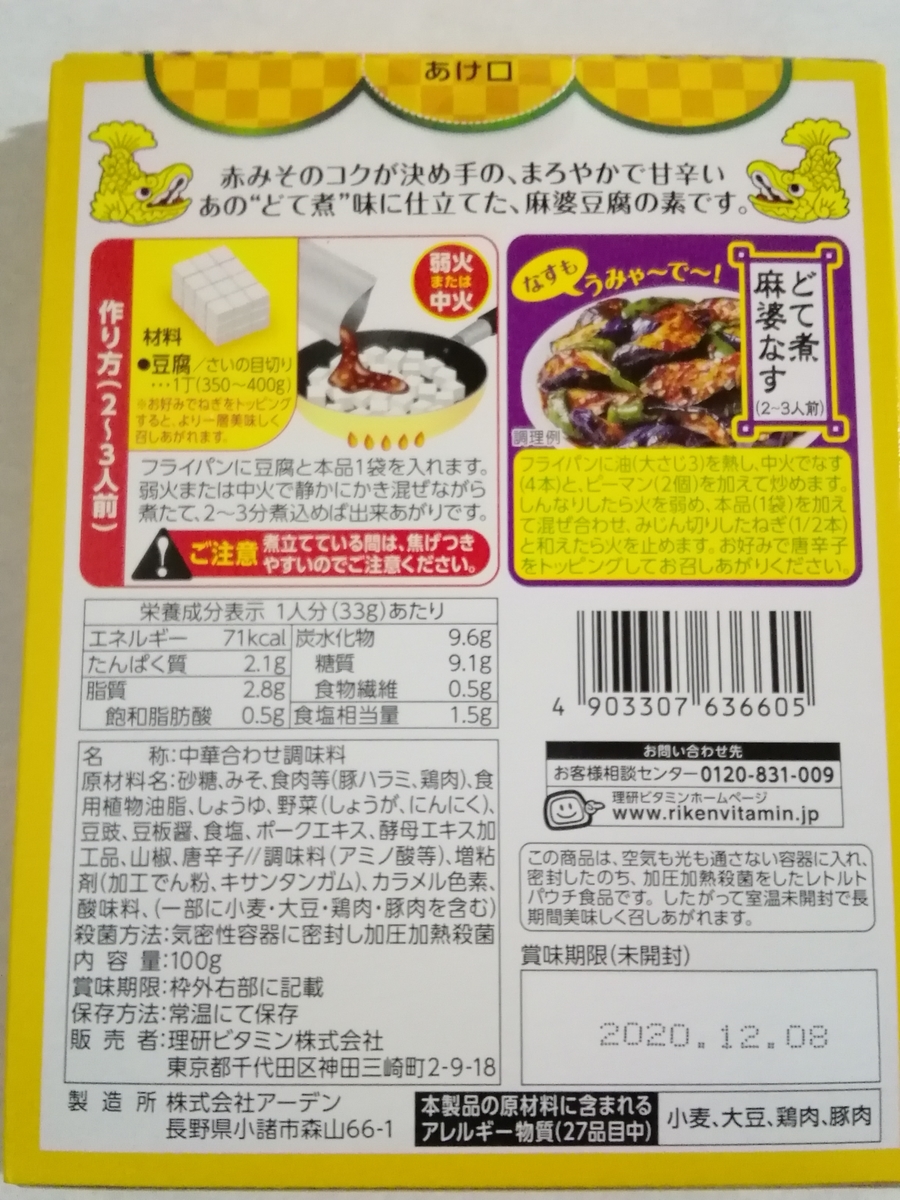 あけ口
赤みそのコクが決め手の、まろやかで甘辛い
あの“どて煮”味に仕立てた、麻婆豆腐の素です。
作り方(2〜3人前)
材料
●豆腐/さいの目切り
…1丁(350〜400g)
※お好みでねぎをトッピング
すると、より一層美味しく
召しあがれます。
弱火
または
中火
フライパンに豆腐と本品1袋を入れます。
弱火または中火で静かにかき混ぜながら
煮たて、2〜3分煮込めば出来あがりです。
ご注意
煮立てている間は、焦げつき
やすいのでご注意ください。
なすも
うみゃ〜で〜!
どて煮
麻婆なす
(2~3人前)
調理例
フライパンに油(大さじ3)を熱し、中火でなす
(4本)と、ピーマン(2個)を加えて炒めます。
しんなりしたら火を弱め、本品(1袋)を加え
て混ぜ合わせ、みじん切りしたねぎ(1/2本)
と和えたら火を止めます。お好みで唐辛子
をトッピングしてお召しあがりください。
栄養成分表示 1人分(33g)あたり
エネルギー 71kcal 炭水化物 9.6g
たんぱく質 2.1g 糖質 9.1g
脂質 2.8g 食物繊維 0.5g
飽和脂肪酸 0.5g 食塩相当量 1.5g
4 903307 636605
お問い合わせ先
お客様相談センター0120-831-009
理研ビタミンホームページ
www.rikenvitamin.jp
名 称:中華合わせ調味料
原材料名:砂糖、みそ、食肉等(豚ハラミ、鶏肉)、食
用植物油脂、しょうゆ、野菜(しょうが、にんにく)、
豆豉、豆板醤、食塩、ポークエキス、酵母エキス加
工品、山椒、唐辛子//調味料(アミノ酸等)、増粘
剤(加工でん粉、キサンタンガム)、カラメル色素、
酸味料、(一部に小麦・大豆・鶏肉・豚肉を含む)
殺菌方法:気密性容器に密封し加圧加熱殺菌
内 容 量:100g
賞味期限:枠外右部に記載
保存方法:常温にて保存
販 売 者:理研ビタミン株式会社
東京都千代田区神田三崎町2-9-18
この商品は、空気も光も通さない容器に入れ、
密封したのち、加圧加熱殺菌をしたレトルト
パウチ食品です。したがって室温未開封で長
期間美味しく召しあがれます。
賞味期限(未開封)
2020.12.08
製 造 所 株式会社アーデン
長野県小諸市森山66-1
本製品の原材料に含まれる
アレルギー物質(27品目中)
小麦、大豆、鶏肉、豚肉